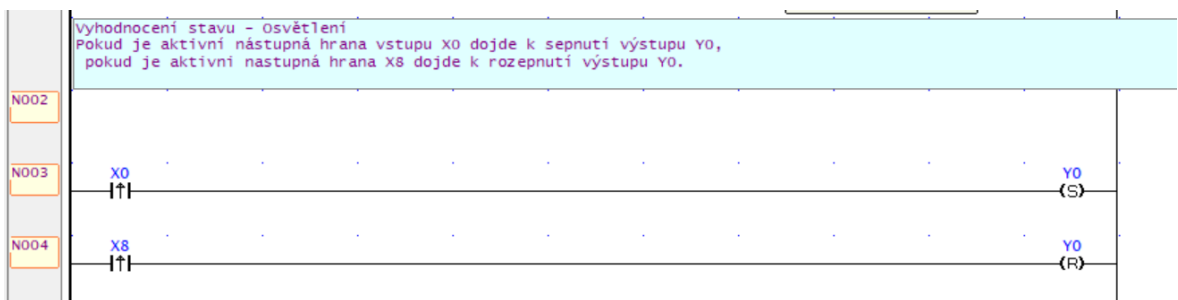 Vyhodnocení stavu - Osvětlení
Pokud je aktivní nástupná hrana vstupu X0 dojde k sepnutí výstupu Y0,
pokud je aktivni nastupná hrana X8 dojde k rozepnutí výstupu Y0.
N002
N003 X0 Y0
(S)
N004 X8 Y0
(R)